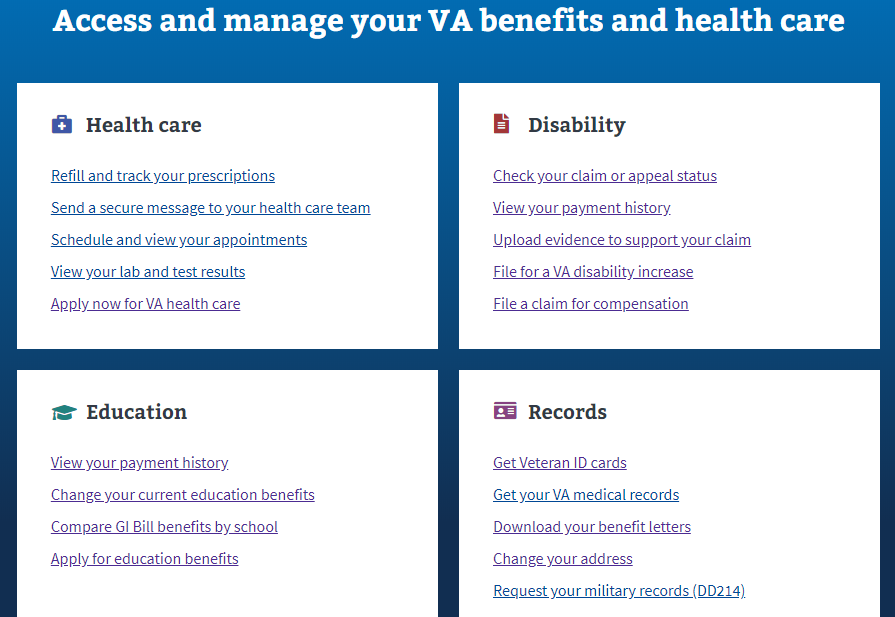 Access and manage your VA benefits and health care
Health care
Refill and track your prescriptions
Send a secure message to your health care team
Schedule and view your appointments
View your lab and test results
Apply now for VA health care
Disability
Check your claim or appeal status
View your payment history
Upload evidence to support your claim
File for a VA disability increase
File a claim for compensation
Education
View your payment history
Change your current education benefits
Compare GI Bill benefits by school
Apply for education benefits
Records
Get Veteran ID cards
Get your VA medical records
Download your benefit letters
Change your address
Request your military records (DD214)